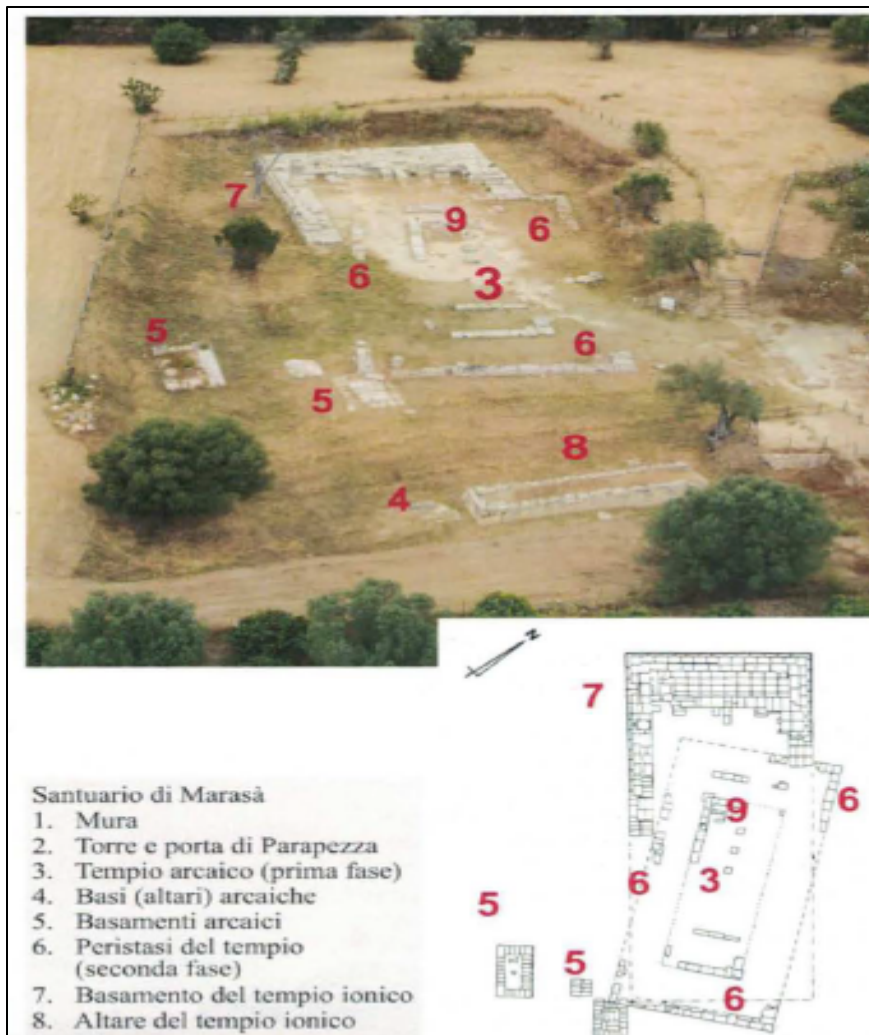 7
9
6
6
3
5
6
5
8
4
N
7
9
6
6
3
5
5
6
Santuario di Marasà
1. Mura
2. Torre e porta di Parapezza
3. Tempio arcaico (prima fase)
4. Basi (altari) arcaiche
5. Basamenti arcaici
6. Peristasi del tempio
(seconda fase)
7. Basamento del tempio ionico
8. Altare del tempio ionico